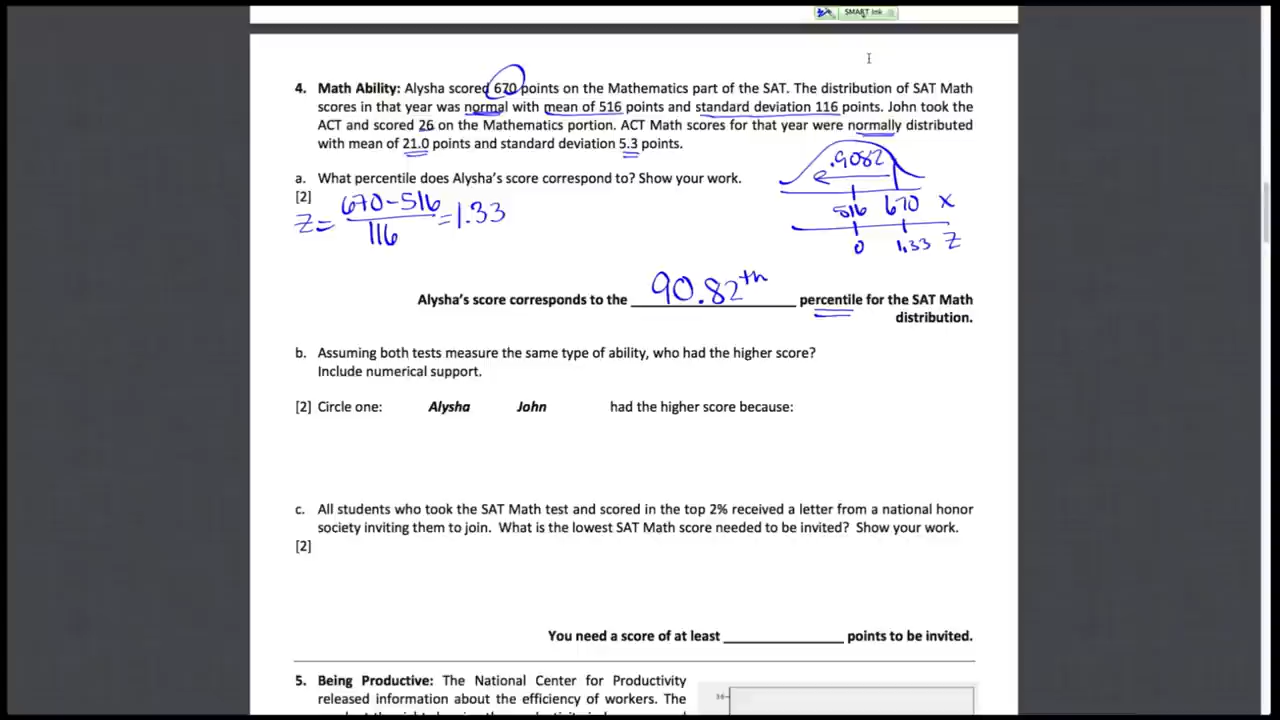 SMART Ink
4. Math Ability: Alysha scored 670 points on the Mathematics part of the SAT. The distribution of SAT Math
scores in that year was normal with mean of 516 points and standard deviation 116 points. John took the
ACT and scored 26 on the Mathematics portion. ACT Math scores for that year were normally distributed
with mean of 21.0 points and standard deviation 5.3 points.
.9082
a. What percentile does Alysha's score correspond to? Show your work.
[2]
Z = 670-516 / 116 = 1.33
516 670 X
0 1.33 Z
Alysha's score corresponds to the 90.82th percentile for the SAT Math
distribution.
b. Assuming both tests measure the same type of ability, who had the higher score?
Include numerical support.
[2] Circle one: Alysha John had the higher score because:
c. All students who took the SAT Math test and scored in the top 2% received a letter from a national honor
society inviting them to join. What is the lowest SAT Math score needed to be invited? Show your work.
[2]
You need a score of at least ____________ points to be invited.
5. Being Productive: The National Center for Productivity
released information about the efficiency of workers. The